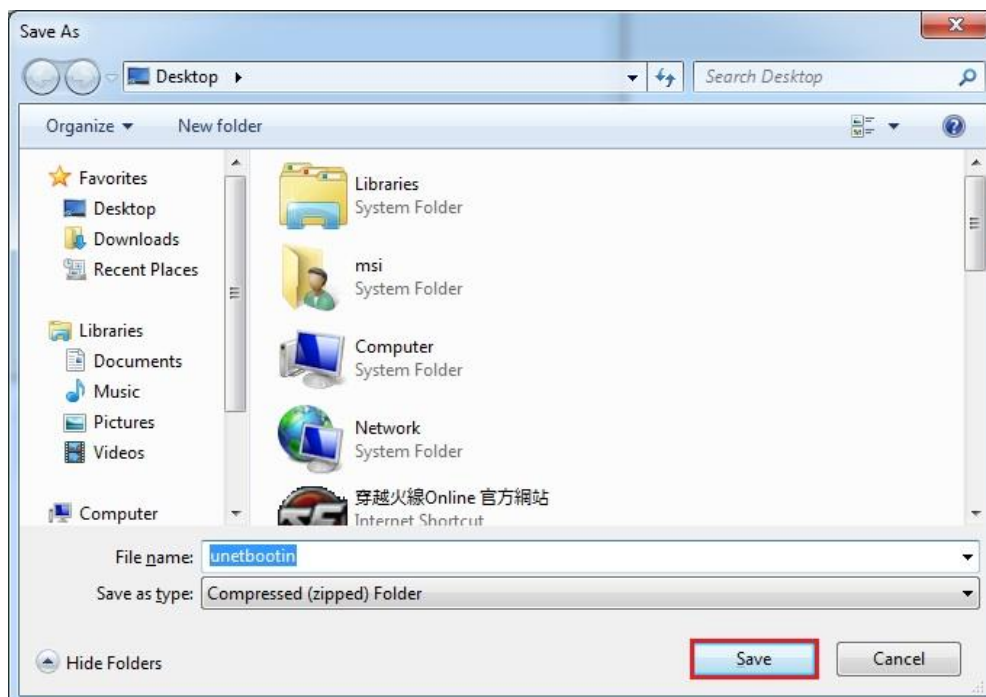 Save As
Desktop
Search Desktop
Organize
New folder
Favorites
Desktop
Downloads
Recent Places
Libraries
Documents
Music
Pictures
Videos
Computer
Libraries
System Folder
msi
System Folder
Computer
System Folder
Network
System Folder
穿越火線Online 官方網站
Internet Shortcut
File name: unetbootin
Save as type: Compressed (zipped) Folder
Hide Folders
Save
Cancel